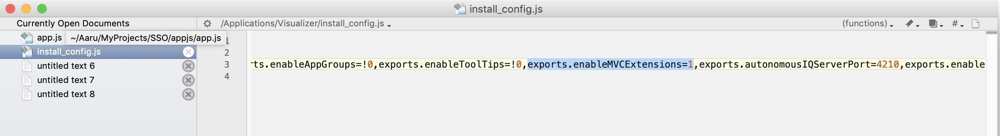 install_config.js
Currently Open Documents
/Applications/Visualizer/install_config.js
(functions)
#
app.js
~/Aaru/MyProjects/SSO/appjs/app.js
install_config.js
untitled text 6
untitled text 7
untitled text 8
1
2
3 rts.enableAppGroups=!0,exports.enableToolTips=!0,exports.enableMVCExtensions=1,exports.autonomousIQServerPort=4210,exports.enable
4